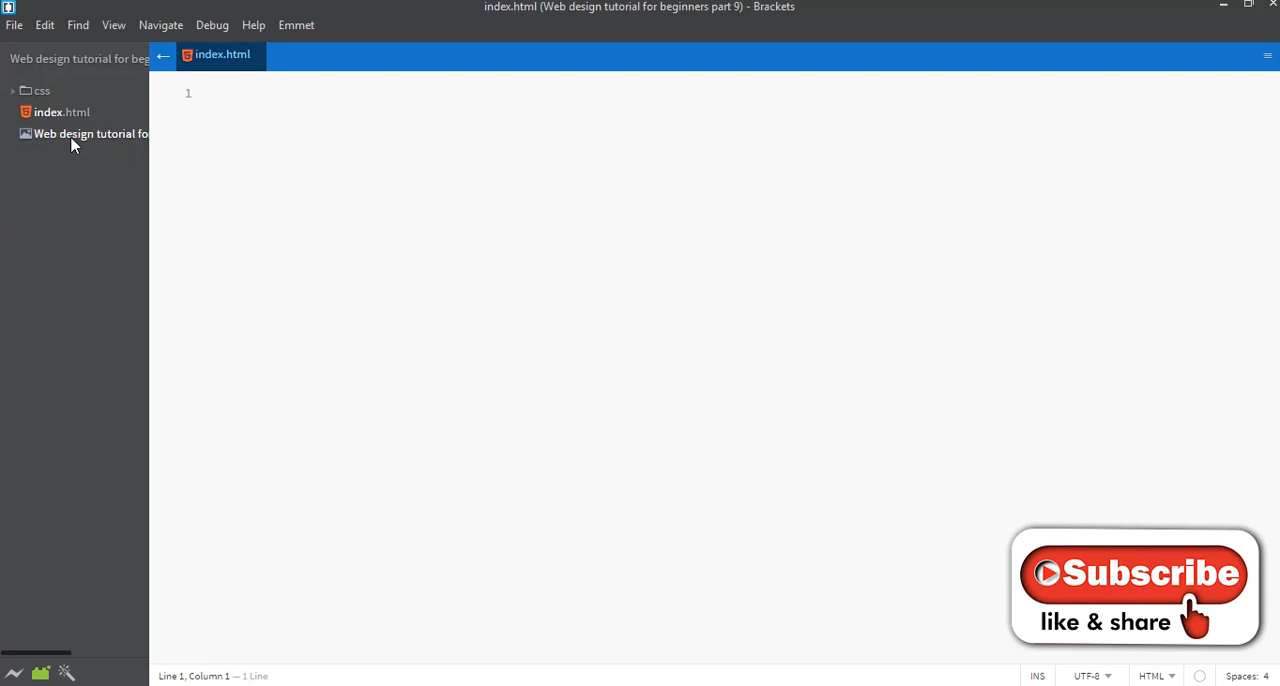 index.html (Web design tutorial for beginners part 9) - Brackets
File Edit Find View Navigate Debug Help Emmet
Web design tutorial for beg
index.html
css
1
index.html
Web design tutorial fo
Subscribe
like & share
Line 1, Column 1 — 1 Line
INS UTF-8 HTML Spaces: 4